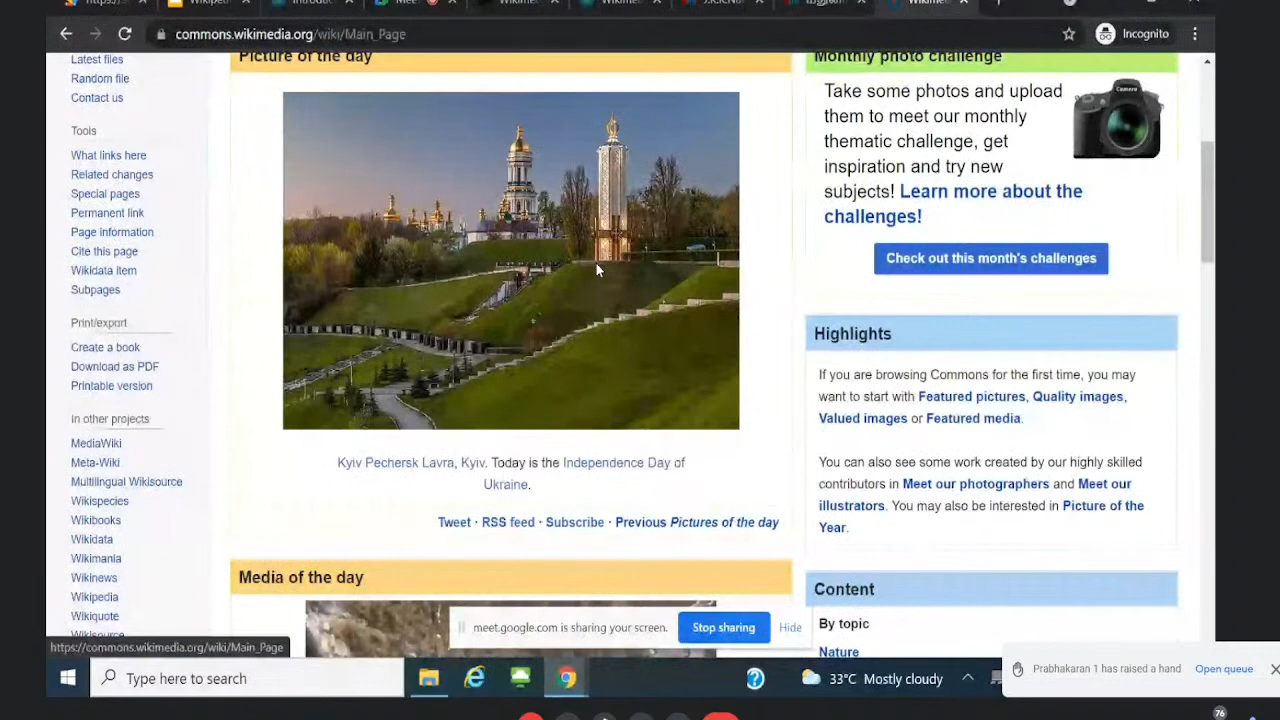 commons.wikimedia.org/wiki/Main_Page
Incognito
Latest files
Random file
Contact us
Tools
What links here
Related changes
Special pages
Permanent link
Page information
Cite this page
Wikidata item
Subpages
Print/export
Create a book
Download as PDF
Printable version
In other projects
MediaWiki
Meta-Wiki
Multilingual Wikisource
Wikispecies
Wikibooks
Wikidata
Wikimania
Wikinews
Wikipedia
Wikiquote
Wikisource
https://commons.wikimedia.org/wiki/Main_Page
Picture of the day
Kyiv Pechersk Lavra, Kyiv. Today is the Independence Day of
Ukraine.
Tweet · RSS feed · Subscribe · Previous Pictures of the day
Media of the day
meet.google.com is sharing your screen.
Stop sharing
Hide
Monthly photo challenge
Take some photos and upload
them to meet our monthly
thematic challenge, get
inspiration and try new
subjects! Learn more about the
challenges!
Camera
Check out this month's challenges
Highlights
If you are browsing Commons for the first time, you may
want to start with Featured pictures, Quality images,
Valued images or Featured media.
You can also see some work created by our highly skilled
contributors in Meet our photographers and Meet our
illustrators. You may also be interested in Picture of the
Year.
Content
By topic
Nature
Type here to search
33°C Mostly cloudy
Prabhakaran 1 has raised a hand
Open queue
76